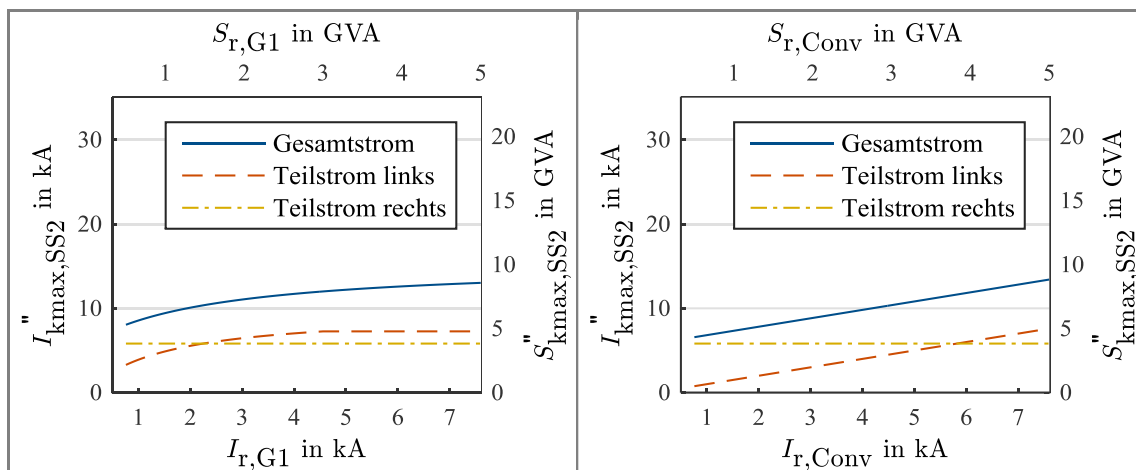 S_r,G1 in GVA
1 2 3 4 5
30
20
10
0
I"_kmax,SS2 in kA
20
15
10
5
0
S"_kmax,SS2 in GVA
Gesamtstrom
Teilstrom links
Teilstrom rechts
1 2 3 4 5 6 7
I_r,G1 in kA
S_r,Conv in GVA
1 2 3 4 5
30
20
10
0
I"_kmax,SS2 in kA
20
15
10
5
0
S"_kmax,SS2 in GVA
Gesamtstrom
Teilstrom links
Teilstrom rechts
1 2 3 4 5 6 7
I_r,Conv in kA